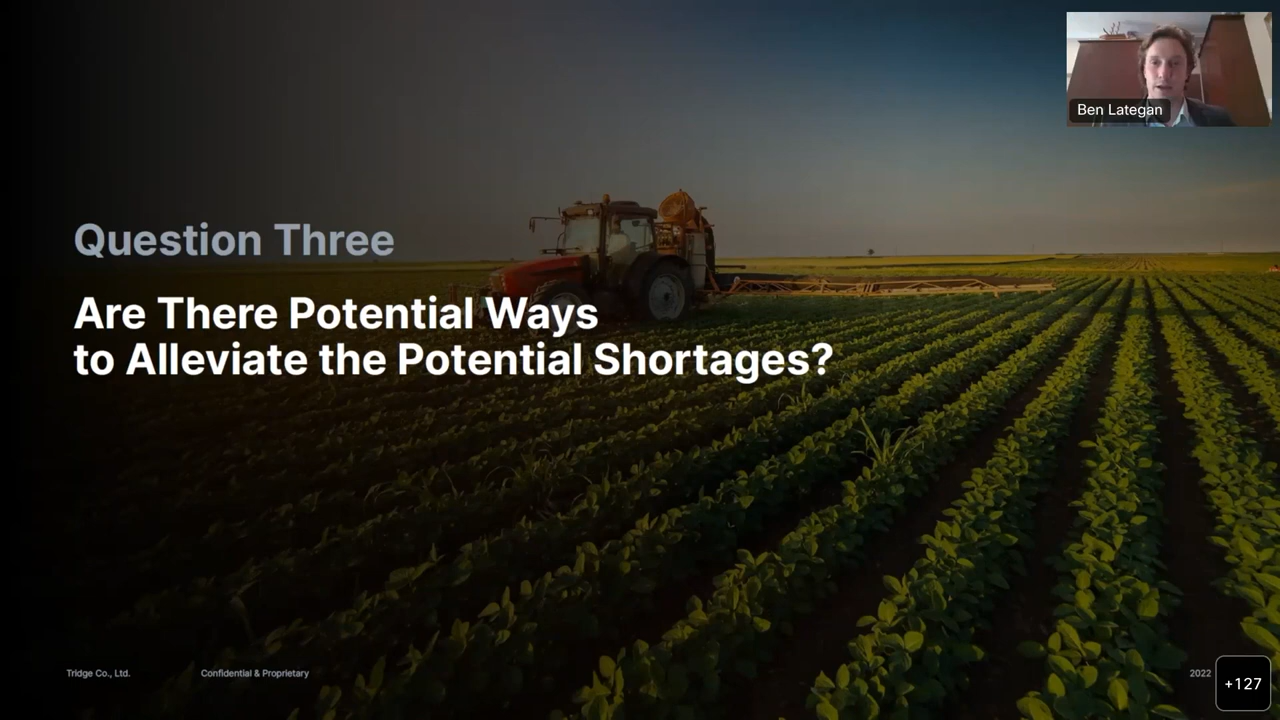 Ben Lategan
Question Three
Are There Potential Ways
to Alleviate the Potential Shortages?
Tridge Co., Ltd.
Confidential & Proprietary
2022
+127